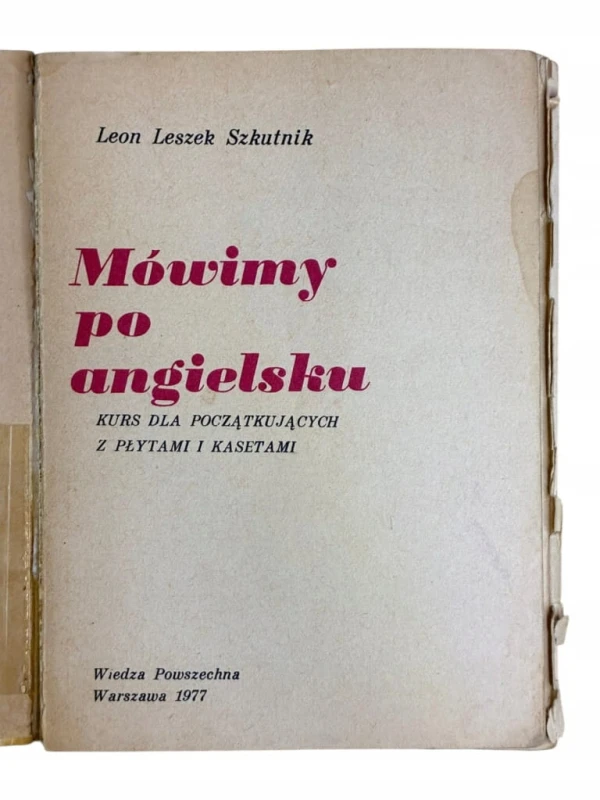 Leon Leszek Szkutnik
Mówimy
po
angielsku
KURS DLA POCZĄTKUJĄCYCH
Z PŁYTAMI I KASETAMI
Wiedza Powszechna
Warszawa 1977